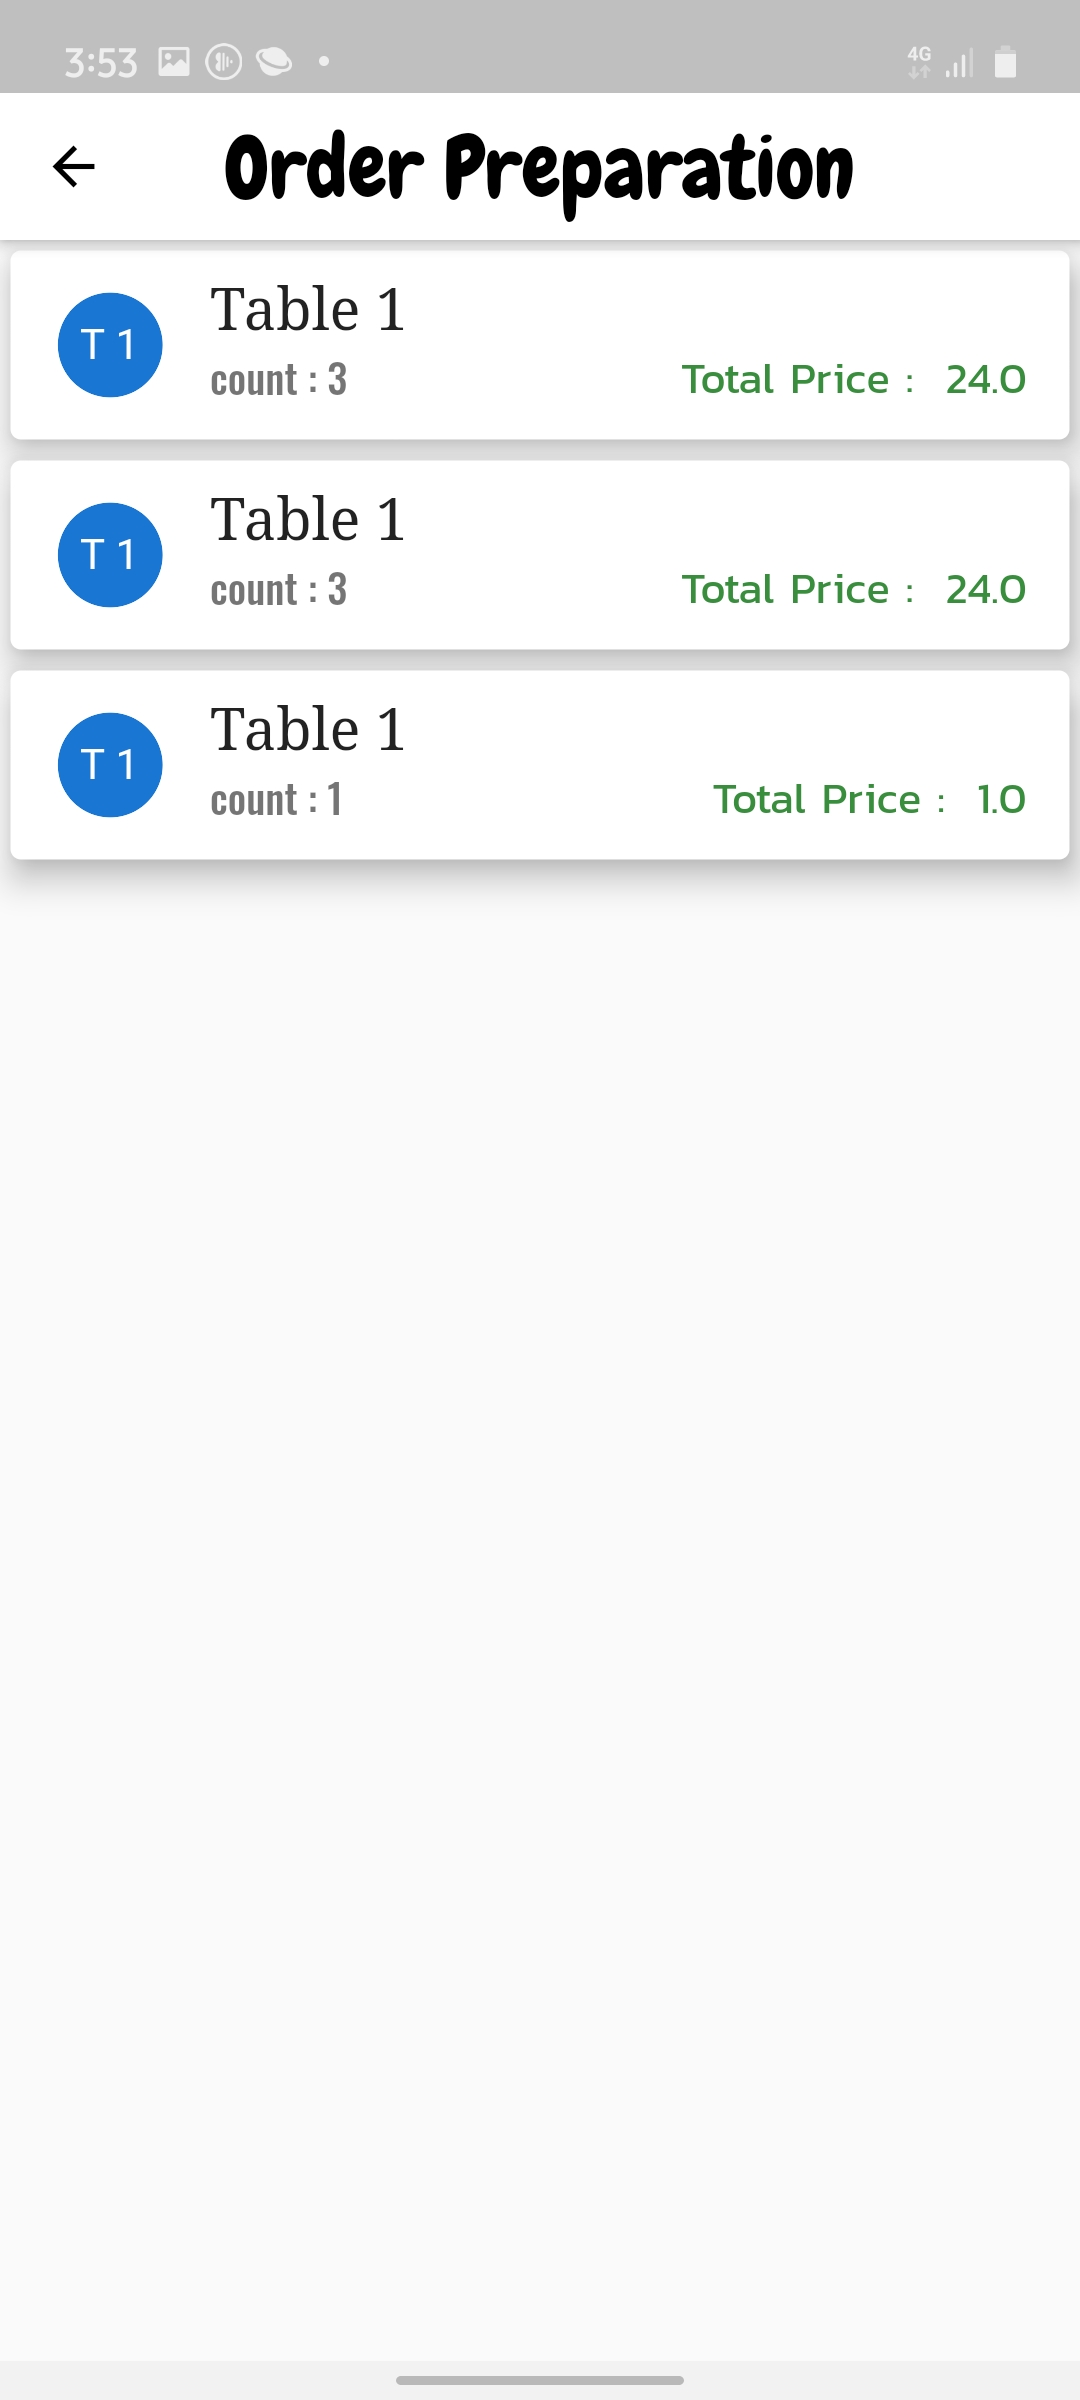 3:53
4G
Order Preparation
T 1
Table 1
count : 3
Total Price : 24.0
T 1
Table 1
count : 3
Total Price : 24.0
T 1
Table 1
count : 1
Total Price : 1.0